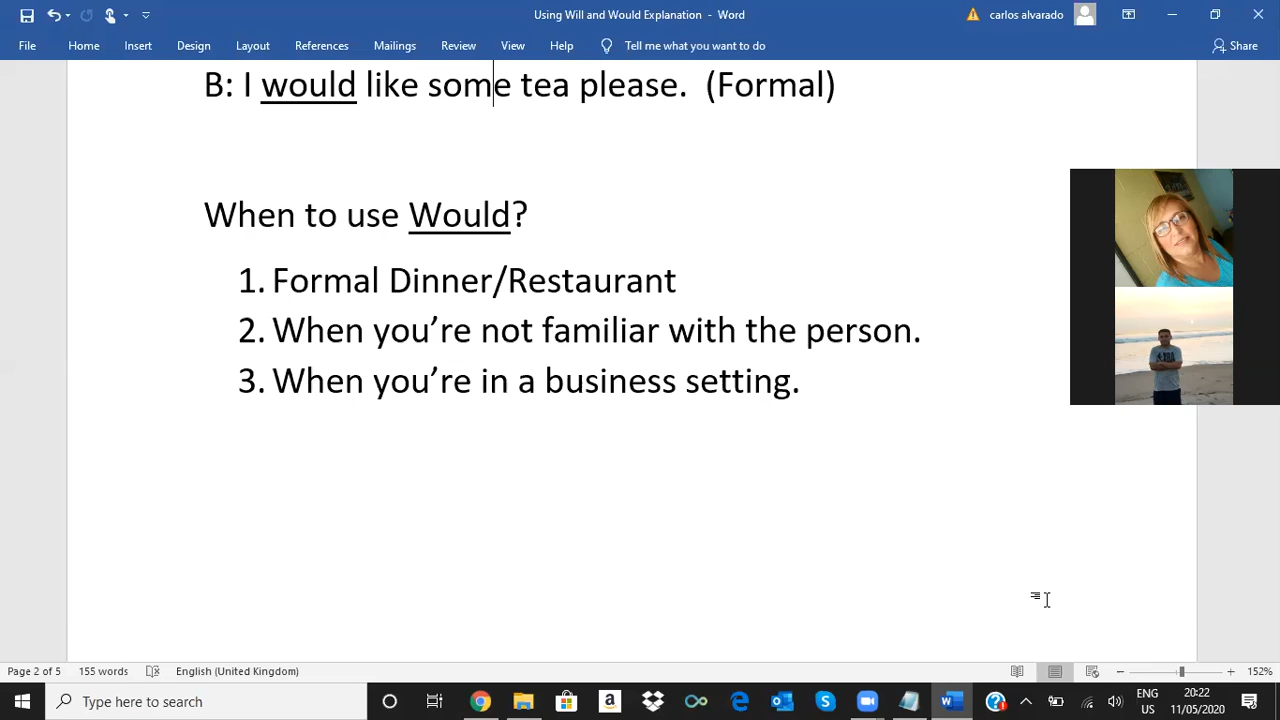 Using Will and Would Explanation - Word
carlos alvarado
File Home Insert Design Layout References Mailings Review View Help Tell me what you want to do Share
B: I would like some tea please. (Formal)
When to use Would?
1. Formal Dinner/Restaurant
2. When you’re not familiar with the person.
3. When you’re in a business setting.
Page 2 of 5 155 words English (United Kingdom) 152%
Type here to search
ENG 20:22
US 11/05/2020